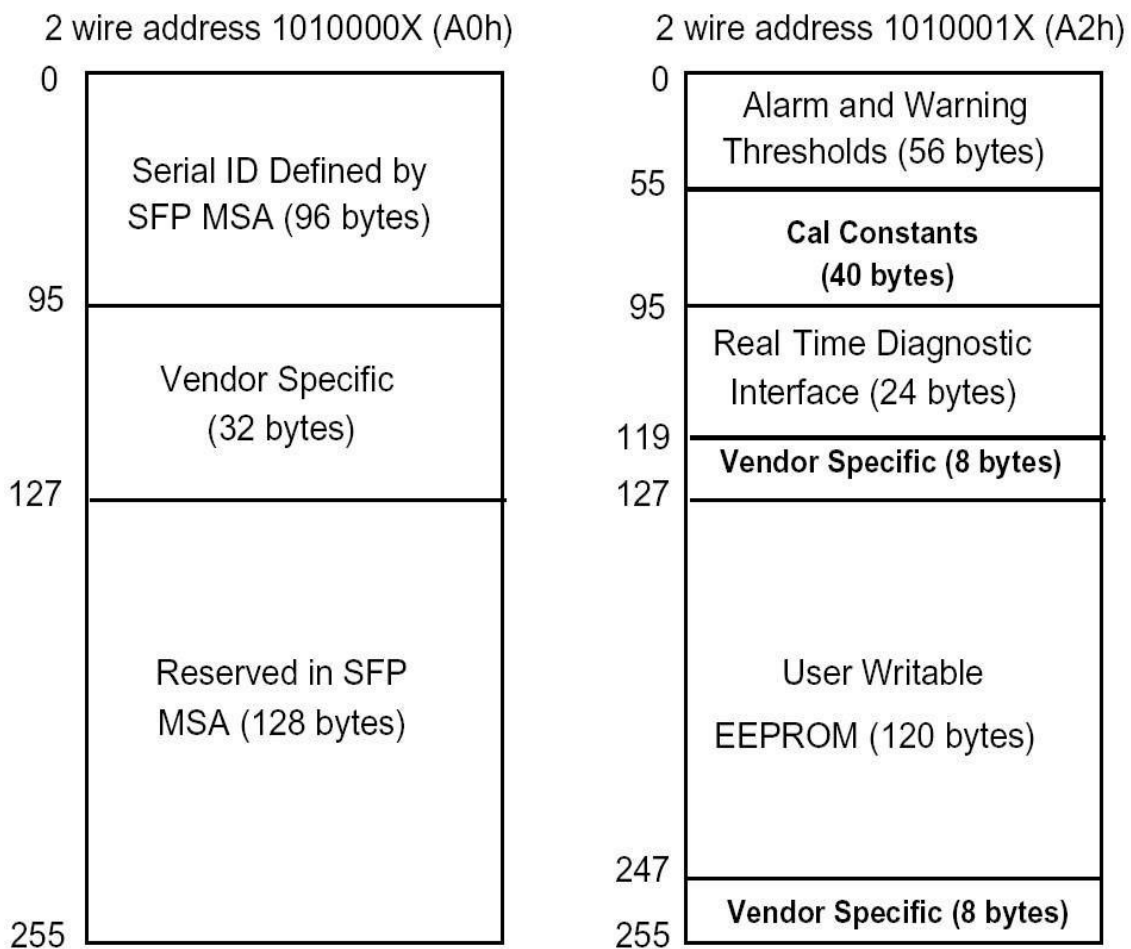 2 wire address 1010000X (A0h)
0
Serial ID Defined by
SFP MSA (96 bytes)
95
Vendor Specific
(32 bytes)
127
Reserved in SFP
MSA (128 bytes)
255
2 wire address 1010001X (A2h)
0
Alarm and Warning
Thresholds (56 bytes)
55
Cal Constants
(40 bytes)
95
Real Time Diagnostic
Interface (24 bytes)
119
Vendor Specific (8 bytes)
127
User Writable
EEPROM (120 bytes)
247
Vendor Specific (8 bytes)
255